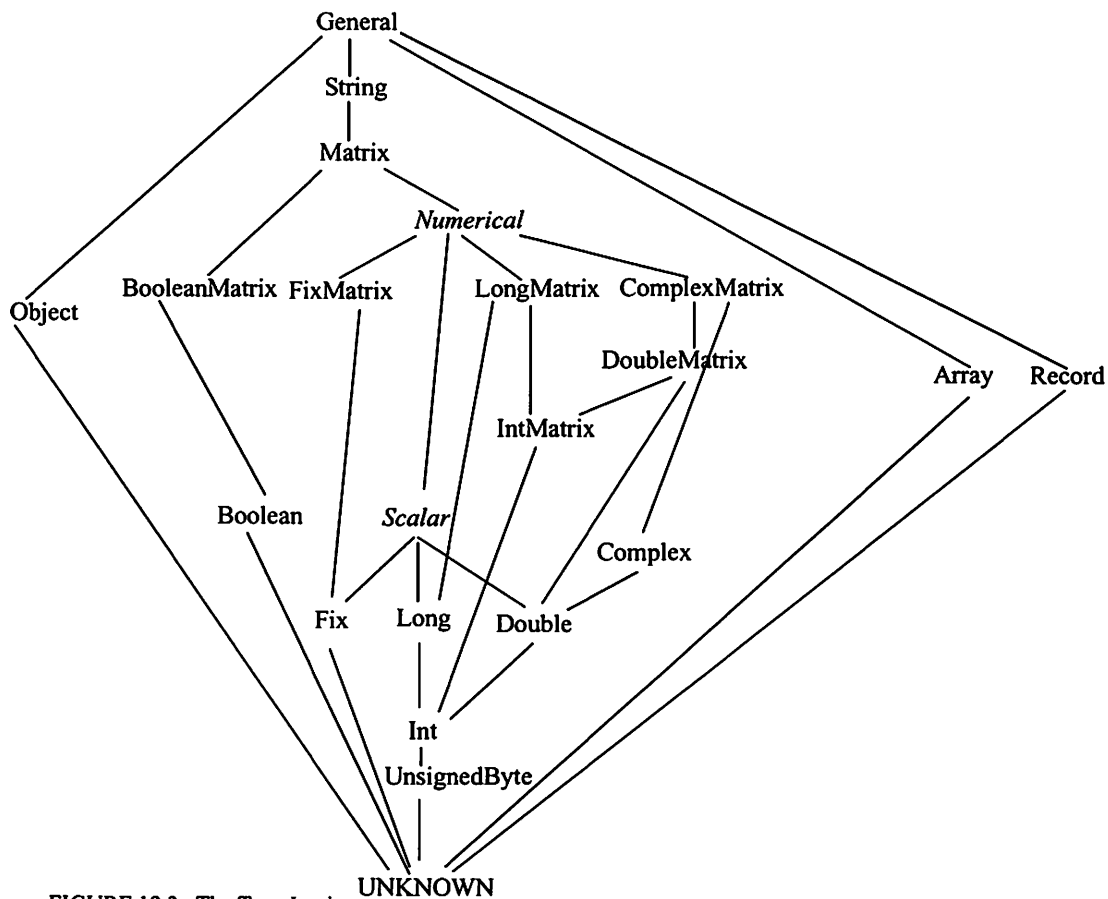 General
String
Matrix
Numerical
BooleanMatrix FixMatrix LongMatrix ComplexMatrix
Object
DoubleMatrix
Array Record
IntMatrix
Boolean Scalar
Complex
Fix Long Double
Int
UnsignedByte
UNKNOWN